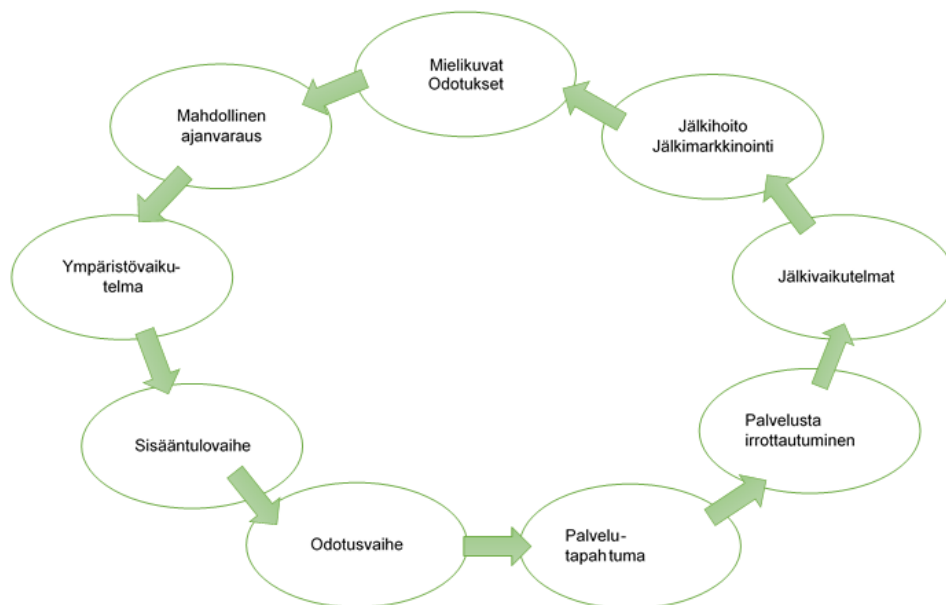 Mielikuvat
Odotukset
Mahdollinen
ajanvaraus
Ympäristövaiku-
telma
Sisääntulovaihe
Odotusvaihe
Palvelu-
tapahtuma
Palvelusta
irrottautuminen
Jälkivaikutelmat
Jälkihoito
Jälkimarkkinointi